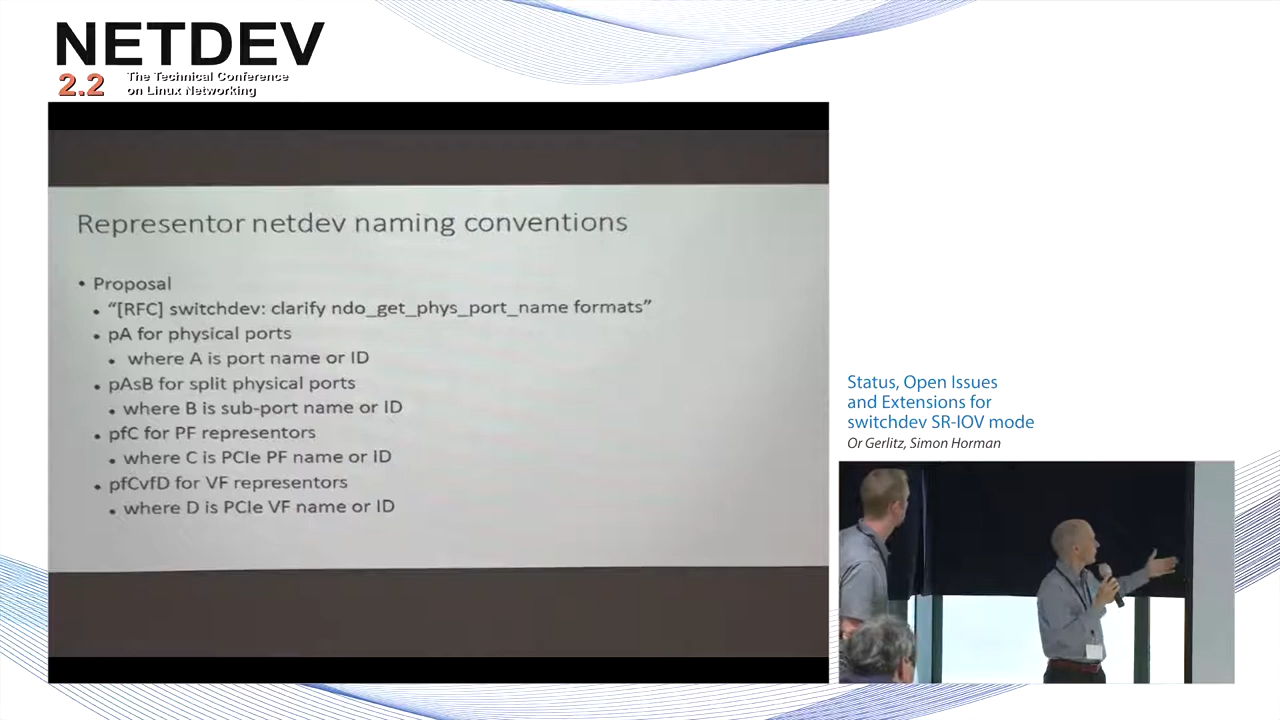 NETDEV
2.2 The Technical Conference
on Linux Networking
Representor netdev naming conventions
• Proposal
• “[RFC] switchdev: clarify ndo_get_phys_port_name formats”
• pA for physical ports
• where A is port name or ID
• pAsB for split physical ports
• where B is sub-port name or ID
• pfC for PF representors
• where C is PCIe PF name or ID
• pfCvfD for VF representors
• where D is PCIe VF name or ID
Status, Open Issues
and Extensions for
switchdev SR-IOV mode
Or Gerlitz, Simon Horman